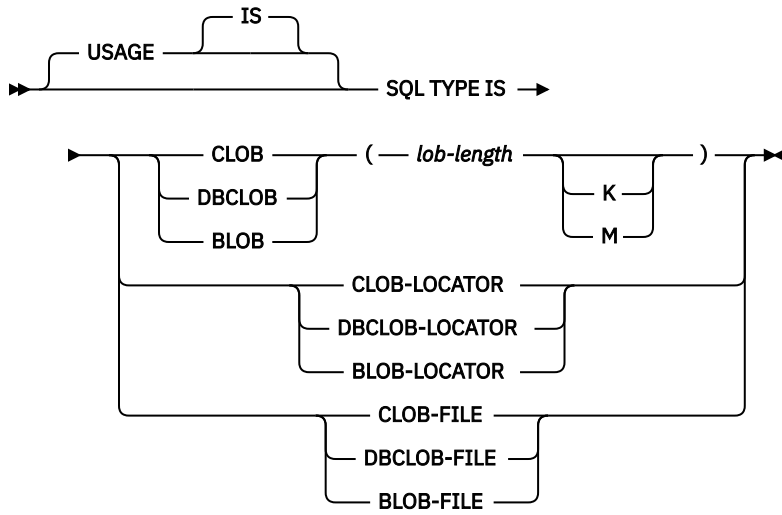 IS
USAGE
SQL TYPE IS
CLOB ( lob-length )
DBCLOB K
BLOB M
CLOB-LOCATOR
DBCLOB-LOCATOR
BLOB-LOCATOR
CLOB-FILE
DBCLOB-FILE
BLOB-FILE